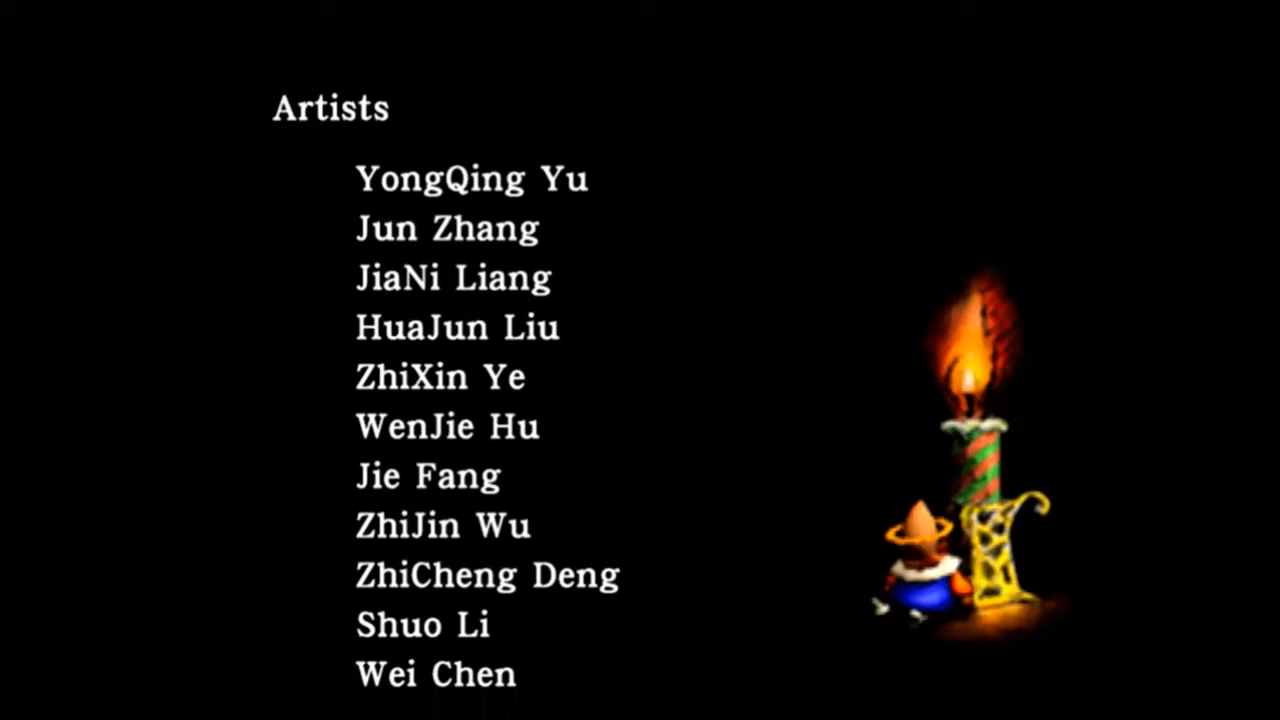 Artists
YongQing Yu
Jun Zhang
JiaNi Liang
HuaJun Liu
ZhiXin Ye
WenJie Hu
Jie Fang
ZhiJin Wu
ZhiCheng Deng
Shuo Li
Wei Chen